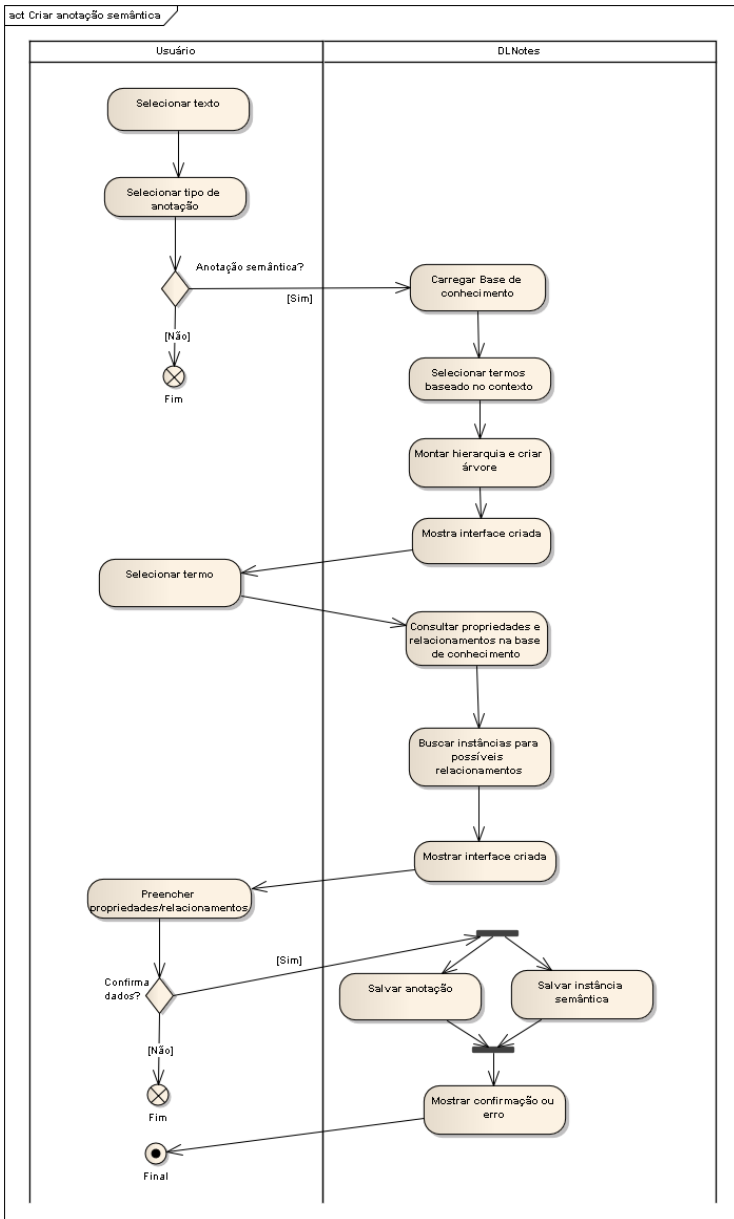 act Criar anotação semântica
Usuário
DLNotes
Selecionar texto
Selecionar tipo de
anotação
Anotação semântica?
[Sim]
[Não]
Fim
Carregar Base de
conhecimento
Selecionar termos
baseado no contexto
Montar hierarquia e criar
árvore
Mostra interface criada
Selecionar termo
Consultar propriedades e
relacionamentos na base
de conhecimento
Buscar instâncias para
possíveis
relacionamentos
Mostrar interface criada
Preencher
propriedades/relacionamentos
Confirma
dados?
[Sim]
[Não]
Fim
Salvar anotação
Salvar instância
semântica
Mostrar confirmação ou
erro
Final